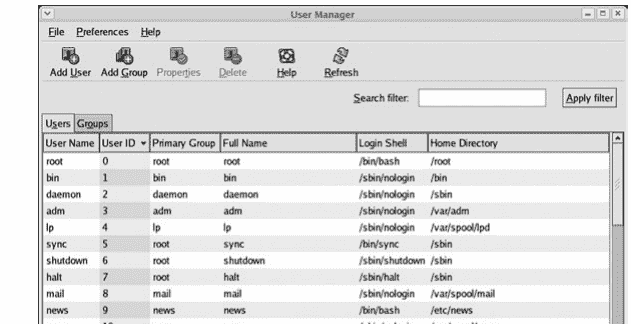 User Manager
File Preferences Help
Add User Add Group Properties Delete Help Refresh
Search filter: Apply filter
Users Groups
User Name User ID Primary Group Full Name Login Shell Home Directory
root 0 root root /bin/bash /root
bin 1 bin bin /sbin/nologin /bin
daemon 2 daemon daemon /sbin/nologin /sbin
adm 3 adm adm /sbin/nologin /var/adm
lp 4 lp lp /sbin/nologin /var/spool/lpd
sync 5 root sync /bin/sync /sbin
shutdown 6 root shutdown /sbin/shutdown /sbin
halt 7 root halt /sbin/halt /sbin
mail 8 mail mail /sbin/nologin /var/spool/mail
news 9 news news /bin/bash /etc/news